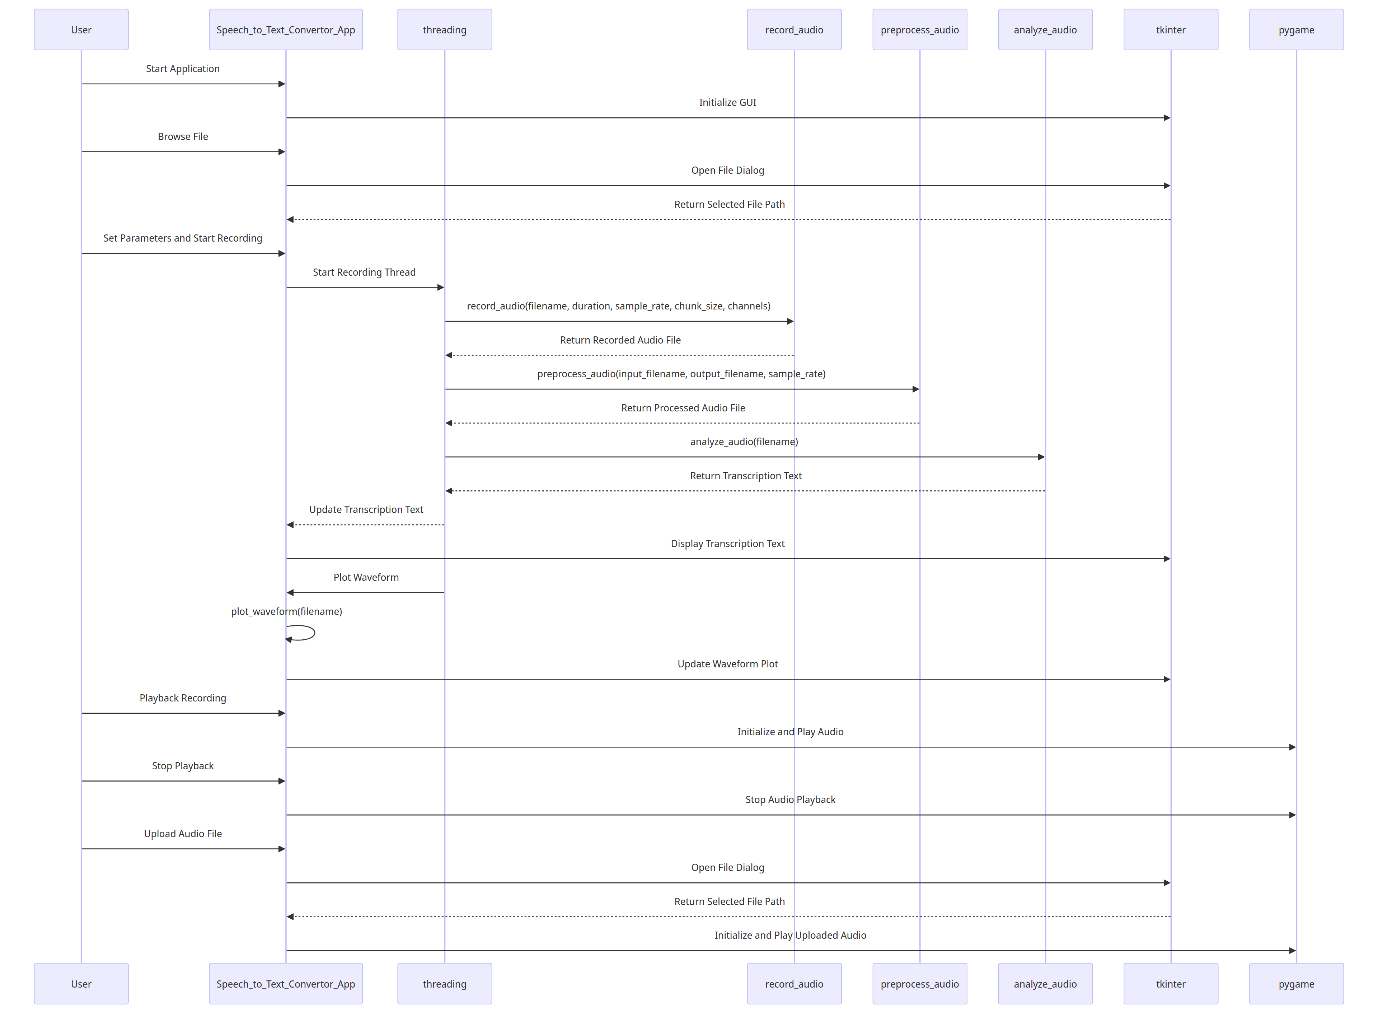 User
Speech_to_Text_Convertor_App
threading
record_audio
preprocess_audio
analyze_audio
tkinter
pygame
Start Application
Initialize GUI
Browse File
Open File Dialog
Return Selected File Path
Set Parameters and Start Recording
Start Recording Thread
record_audio(filename, duration, sample_rate, chunk_size, channels)
Return Recorded Audio File
preprocess_audio(input_filename, output_filename, sample_rate)
Return Processed Audio File
analyze_audio(filename)
Return Transcription Text
Update Transcription Text
Display Transcription Text
Plot Waveform
plot_waveform(filename)
Update Waveform Plot
Playback Recording
Initialize and Play Audio
Stop Playback
Stop Audio Playback
Upload Audio File
Open File Dialog
Return Selected File Path
Initialize and Play Uploaded Audio
User
Speech_to_Text_Convertor_App
threading
record_audio
preprocess_audio
analyze_audio
tkinter
pygame